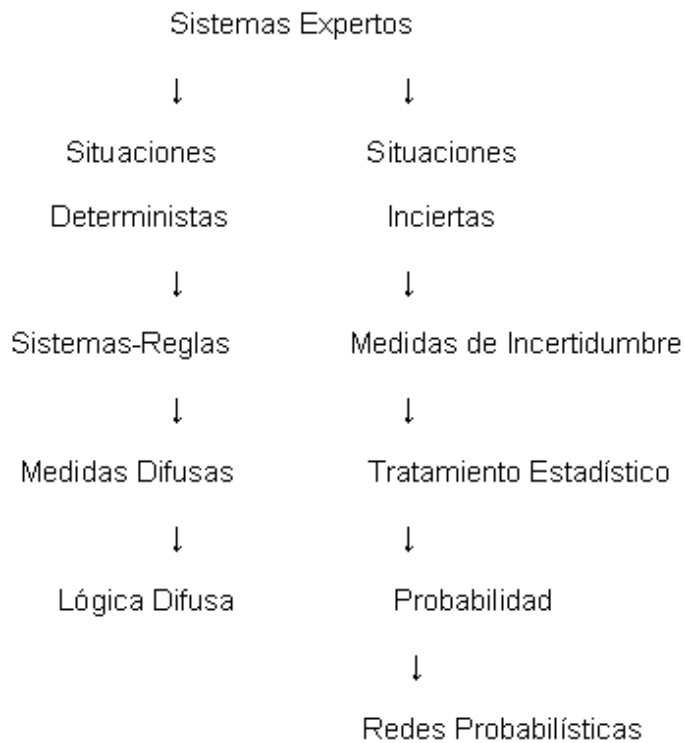 Sistemas Expertos
↓ ↓
Situaciones Situaciones
Deterministas Inciertas
↓ ↓
Sistemas-Reglas Medidas de Incertidumbre
↓ ↓
Medidas Difusas Tratamiento Estadístico
↓ ↓
Lógica Difusa Probabilidad
↓
Redes Probabilísticas